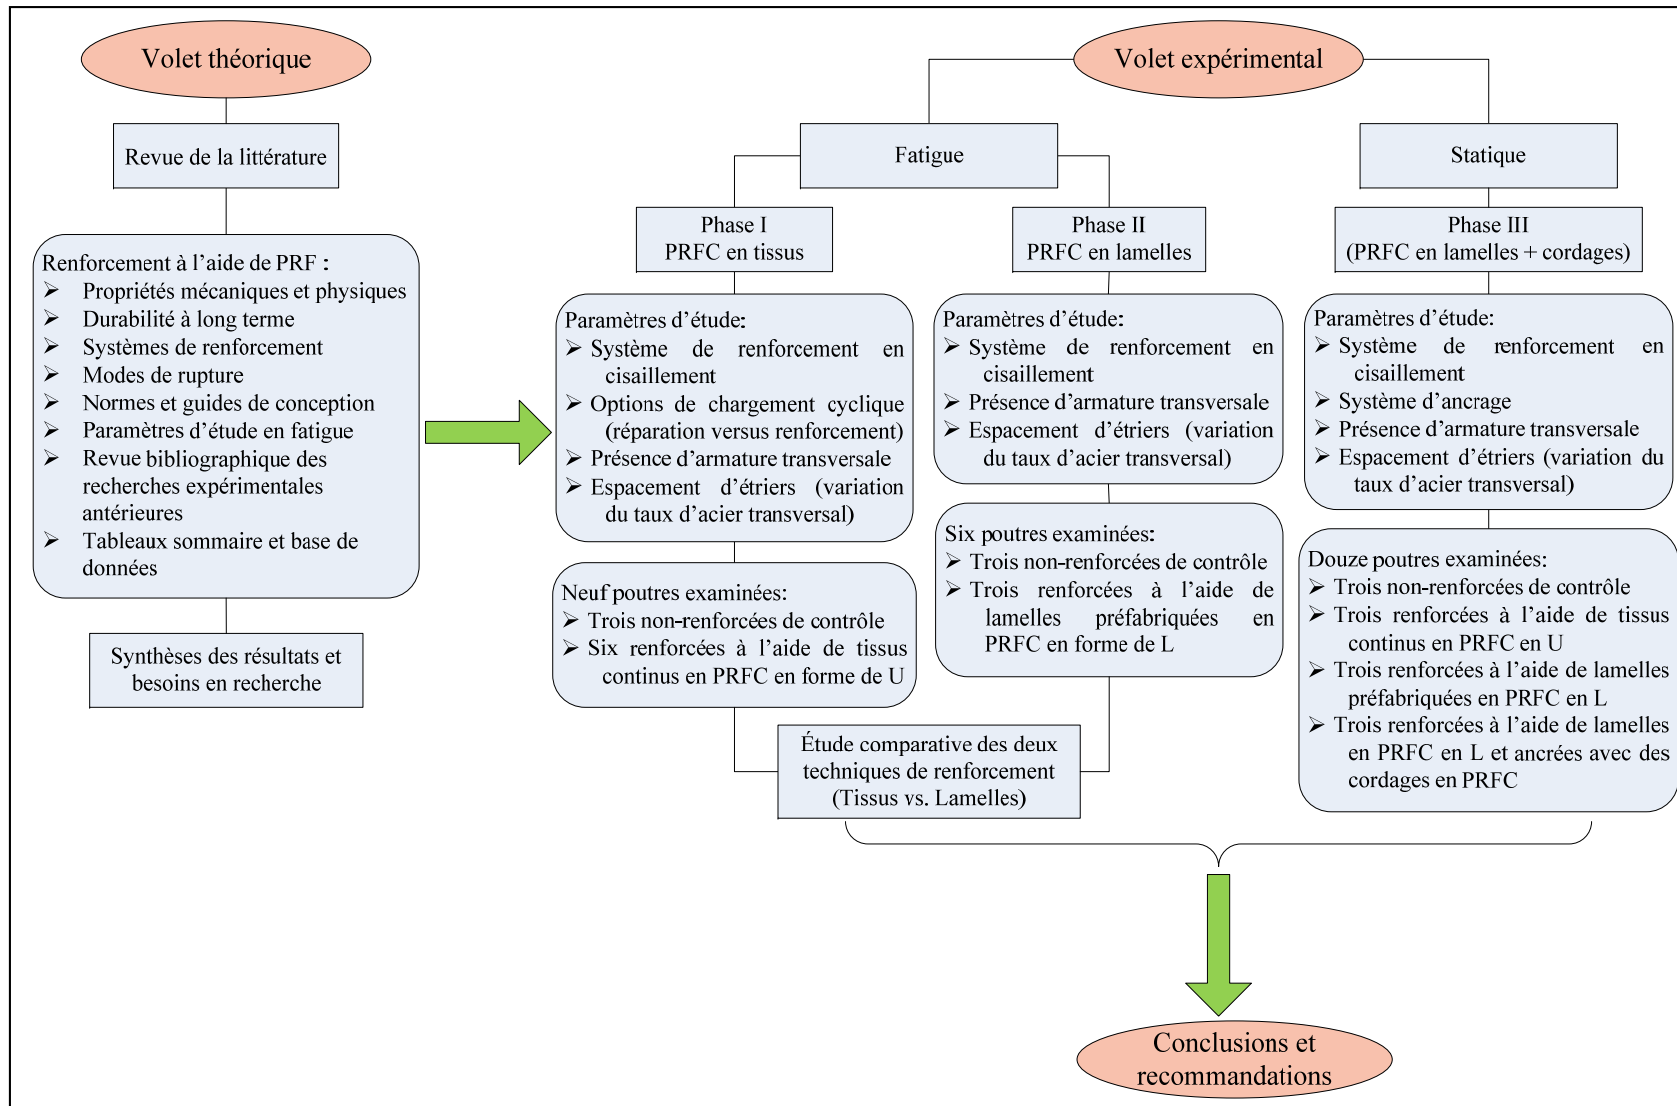 Volet théorique
Revue de la littérature
Renforcement à l'aide de PRF :
➢ Propriétés mécaniques et physiques
➢ Durabilité à long terme
➢ Systèmes de renforcement
➢ Modes de rupture
➢ Normes et guides de conception
➢ Paramètres d'étude en fatigue
➢ Revue bibliographique des
recherches expérimentales
antérieures
➢ Tableaux sommaire et base de
données
Synthèses des résultats et
besoins en recherche
Volet expérimental
Fatigue
Statique
Phase I
PRFC en tissus
Paramètres d'étude:
➢ Système de renforcement en
cisaillement
➢ Options de chargement cyclique
(réparation versus renforcement)
➢ Présence d'armature transversale
➢ Espacement d'étriers (variation
du taux d'acier transversal)
Neuf poutres examinées:
➢ Trois non-renforcées de contrôle
➢ Six renforcées à l'aide de tissus
continus en PRFC en forme de U
Phase II
PRFC en lamelles
Paramètres d'étude:
➢ Système de renforcement en
cisaillement
➢ Présence d'armature transversale
➢ Espacement d'étriers (variation
du taux d'acier transversal)
Six poutres examinées:
➢ Trois non-renforcées de contrôle
➢ Trois renforcées à l'aide de
lamelles préfabriquées en
PRFC en forme de L
Étude comparative des deux
techniques de renforcement
(Tissus vs. Lamelles)
Phase III
(PRFC en lamelles + cordages)
Paramètres d'étude:
➢ Système de renforcement en
cisaillement
➢ Système d'ancrage
➢ Présence d'armature transversale
➢ Espacement d'étriers (variation du
taux d'acier transversal)
Douze poutres examinées:
➢ Trois non-renforcées de contrôle
➢ Trois renforcées à l'aide de tissus
continus en PRFC en U
➢ Trois renforcées à l'aide de lamelles
préfabriquées en PRFC en L
➢ Trois renforcées à l'aide de lamelles
en PRFC en L et ancrées avec des
cordages en PRFC
Conclusions et
recommandations